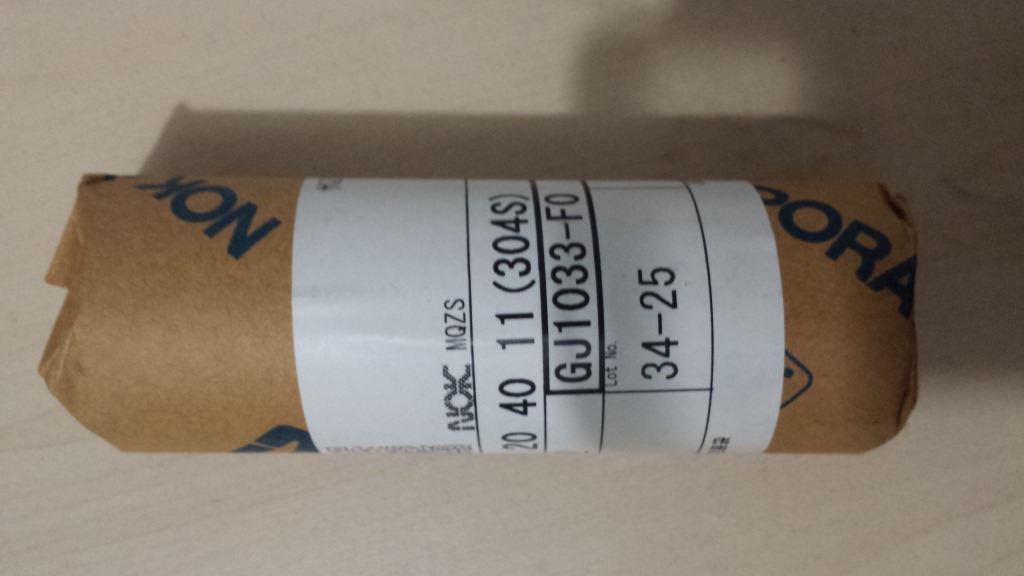 NOK
NOK MQZS
20 40 11 (304S)
GJ1033-F0
Lot No.
34-25
PORA